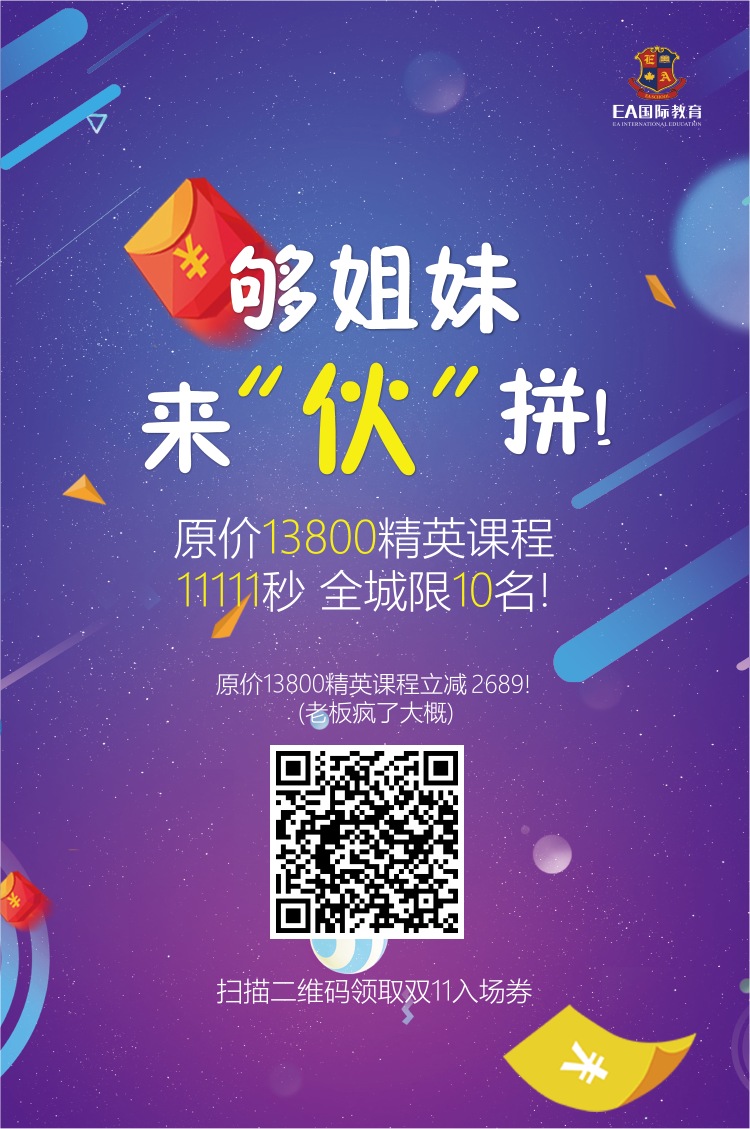 EA国际教育
EA INTERNATIONAL EDUCATION
够姐妹
来“伙”拼!
原价13800精英课程
11111秒 全城限10名!
原价13800精英课程立减2689!
(老板疯了大概)
扫描二维码领取双11入场券